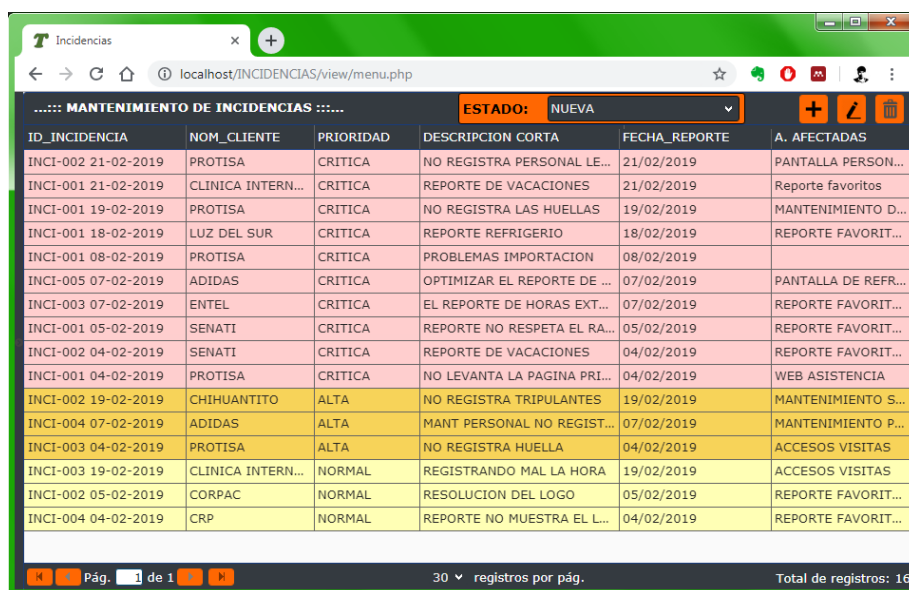 Incidencias
localhost/INCIDENCIAS/view/menu.php
...::: MANTENIMIENTO DE INCIDENCIAS :::... ESTADO: NUEVA
ID_INCIDENCIA NOM_CLIENTE PRIORIDAD DESCRIPCION CORTA FECHA_REPORTE A. AFECTADAS
INCI-002 21-02-2019 PROTISA CRITICA NO REGISTRA PERSONAL LE... 21/02/2019 PANTALLA PERSON...
INCI-001 21-02-2019 CLINICA INTERN... CRITICA REPORTE DE VACACIONES 21/02/2019 Reporte favoritos
INCI-001 19-02-2019 PROTISA CRITICA NO REGISTRA LAS HUELLAS 19/02/2019 MANTENIMIENTO D...
INCI-001 18-02-2019 LUZ DEL SUR CRITICA REPORTE REFRIGERIO 18/02/2019 REPORTE FAVORIT...
INCI-001 08-02-2019 PROTISA CRITICA PROBLEMAS IMPORTACION 08/02/2019
INCI-005 07-02-2019 ADIDAS CRITICA OPTIMIZAR EL REPORTE DE ... 07/02/2019 PANTALLA DE REFR...
INCI-003 07-02-2019 ENTEL CRITICA EL REPORTE DE HORAS EXT... 07/02/2019 REPORTE FAVORIT...
INCI-001 05-02-2019 SENATI CRITICA REPORTE NO RESPETA EL RA... 05/02/2019 REPORTE FAVORIT...
INCI-002 04-02-2019 SENATI CRITICA REPORTE DE VACACIONES 04/02/2019 REPORTE FAVORIT...
INCI-001 04-02-2019 PROTISA CRITICA NO LEVANTA LA PAGINA PRI... 04/02/2019 WEB ASISTENCIA
INCI-002 19-02-2019 CHIHUANTITO ALTA NO REGISTRA TRIPULANTES 19/02/2019 MANTENIMIENTO S...
INCI-004 07-02-2019 ADIDAS ALTA MANT PERSONAL NO REGIST... 07/02/2019 MANTENIMIENTO P...
INCI-003 04-02-2019 PROTISA ALTA NO REGISTRA HUELLA 04/02/2019 ACCESOS VISITAS
INCI-003 19-02-2019 CLINICA INTERN... NORMAL REGISTRANDO MAL LA HORA 19/02/2019 ACCESOS VISITAS
INCI-002 05-02-2019 CORPAC NORMAL RESOLUCION DEL LOGO 05/02/2019 REPORTE FAVORIT...
INCI-004 04-02-2019 CRP NORMAL REPORTE NO MUESTRA EL L... 04/02/2019 REPORTE FAVORIT...
Pág. 1 de 1 30 registros por pág. Total de registros: 16